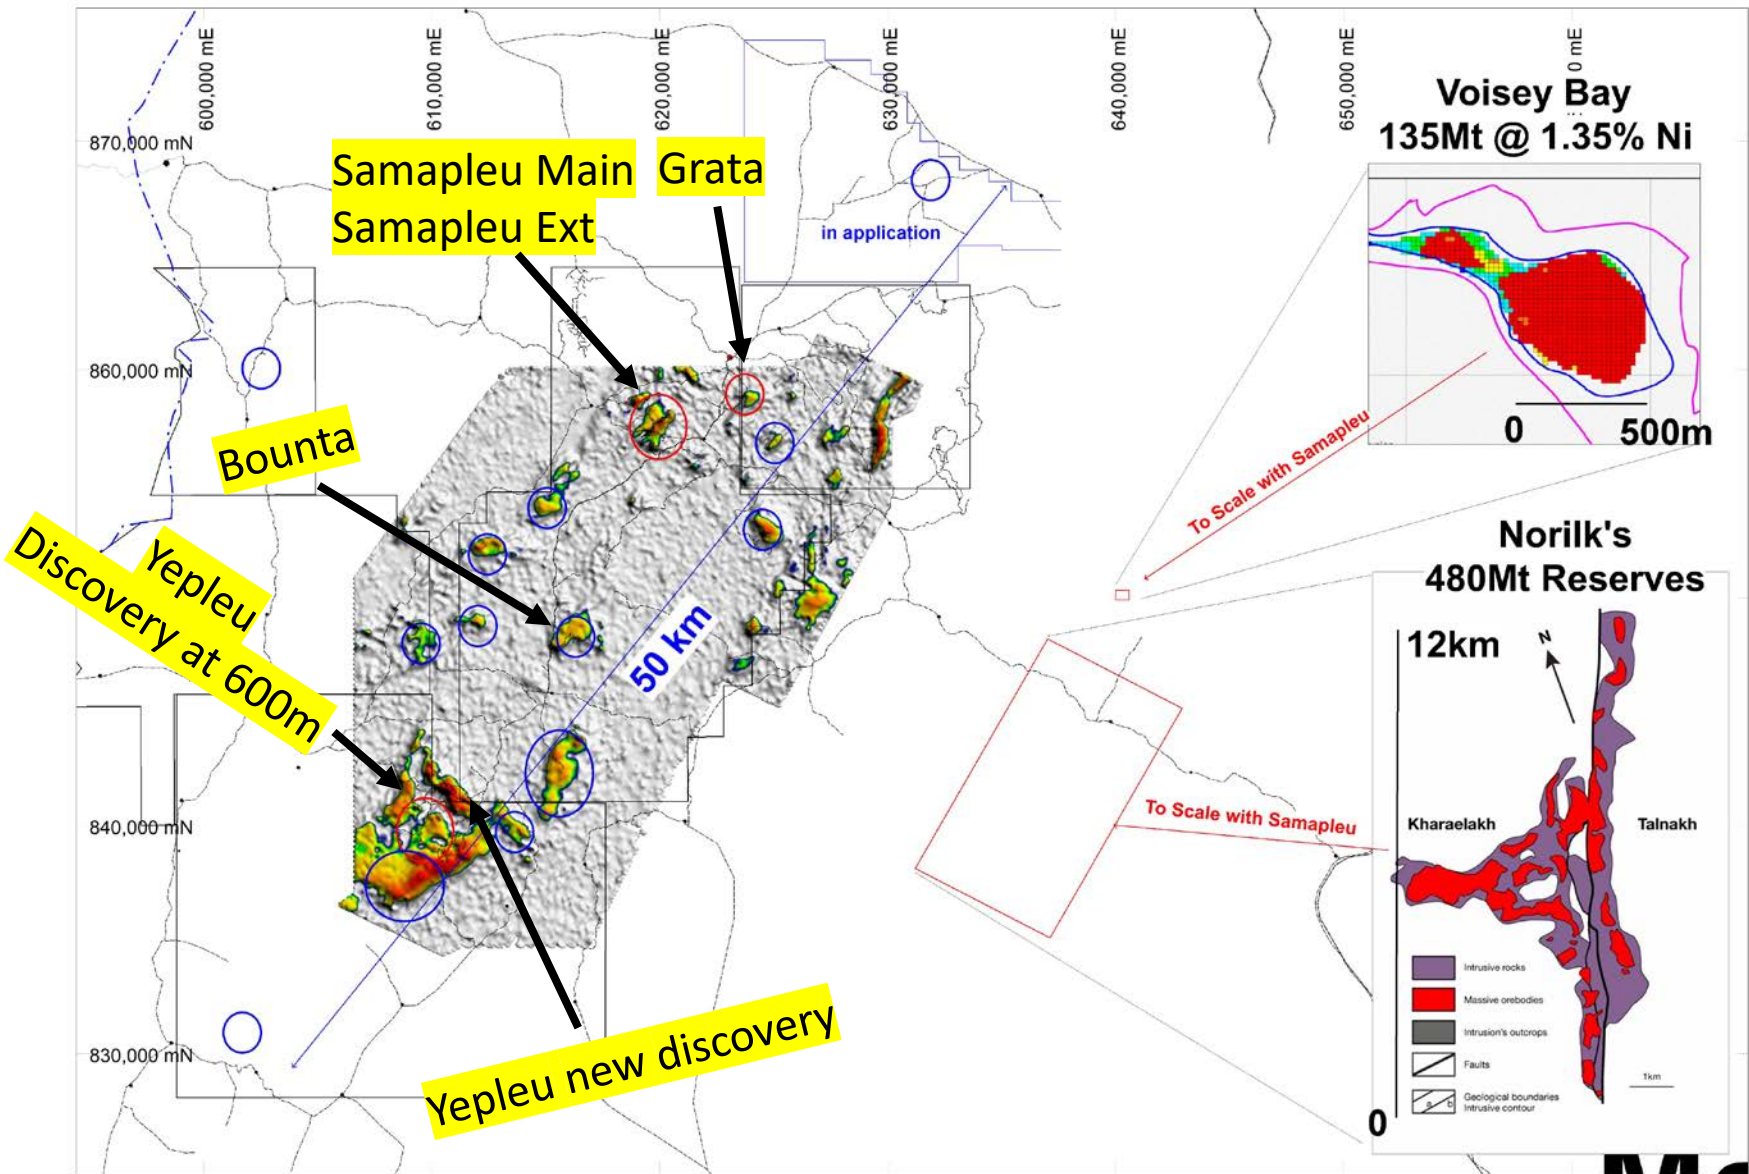 600,000 mE
610,000 mE
620,000 mE
630,000 mE
640,000 mE
650,000 mE
0 mE
870,000 mN
860,000 mN
840,000 mN
830,000 mN
Samapleu Main
Samapleu Ext
Grata
in application
Bounta
Yepleu
Discovery at 600m
50 km
Yepleu new discovery
Voisey Bay
135Mt @ 1.35% Ni
0
500m
To Scale with Samapleu
Norilk's
480Mt Reserves
12km
N
To Scale with Samapleu
Kharaelakh
Talnakh
Intrusive rocks
Massive orebodies
Intrusion's outcrops
Faults
a b
Geological boundaries
Intrusive contour
1km
0